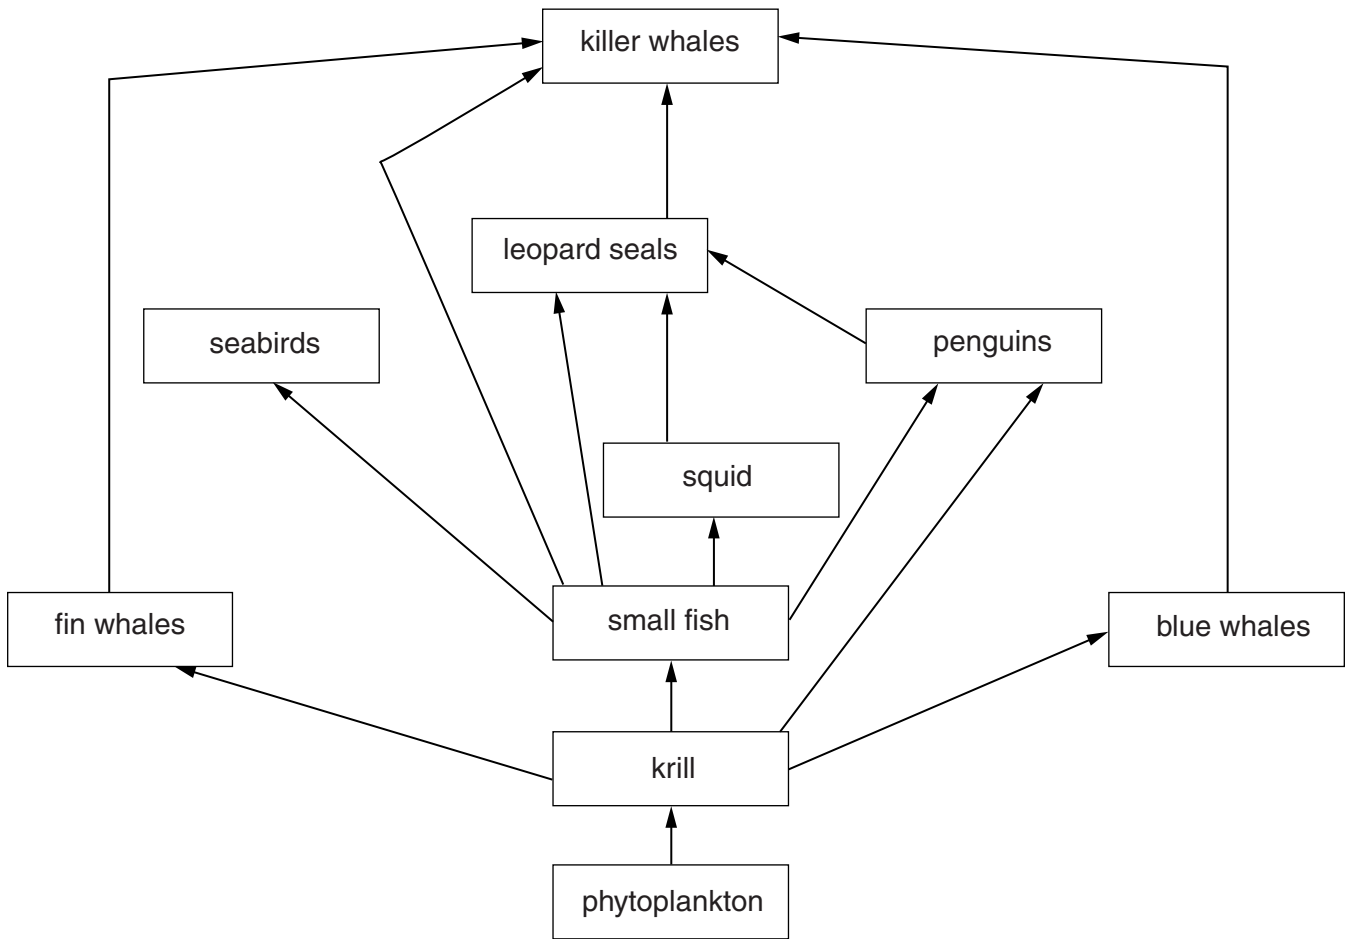 killer whales
leopard seals
seabirds
penguins
squid
fin whales
small fish
blue whales
krill
phytoplankton